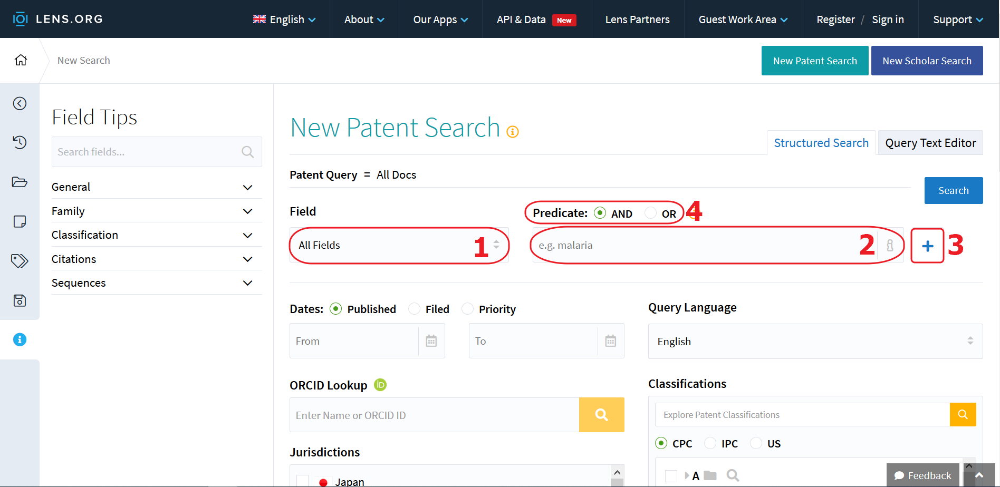 LENS.ORG
English
About
Our Apps
API & Data New
Lens Partners
Guest Work Area
Register / Sign in
Support
New Search
New Patent Search
New Scholar Search
Field Tips
Search fields...
General
Family
Classification
Citations
Sequences
New Patent Search
Structured Search
Query Text Editor
Patent Query = All Docs
Search
Field
Predicate: AND OR 4
All Fields 1
e.g. malaria 2
+ 3
Dates: Published Filed Priority
From
To
Query Language
English
ORCID Lookup iD
Enter Name or ORCID ID
Classifications
Explore Patent Classifications
CPC IPC US
A
Jurisdictions
Japan
Feedback